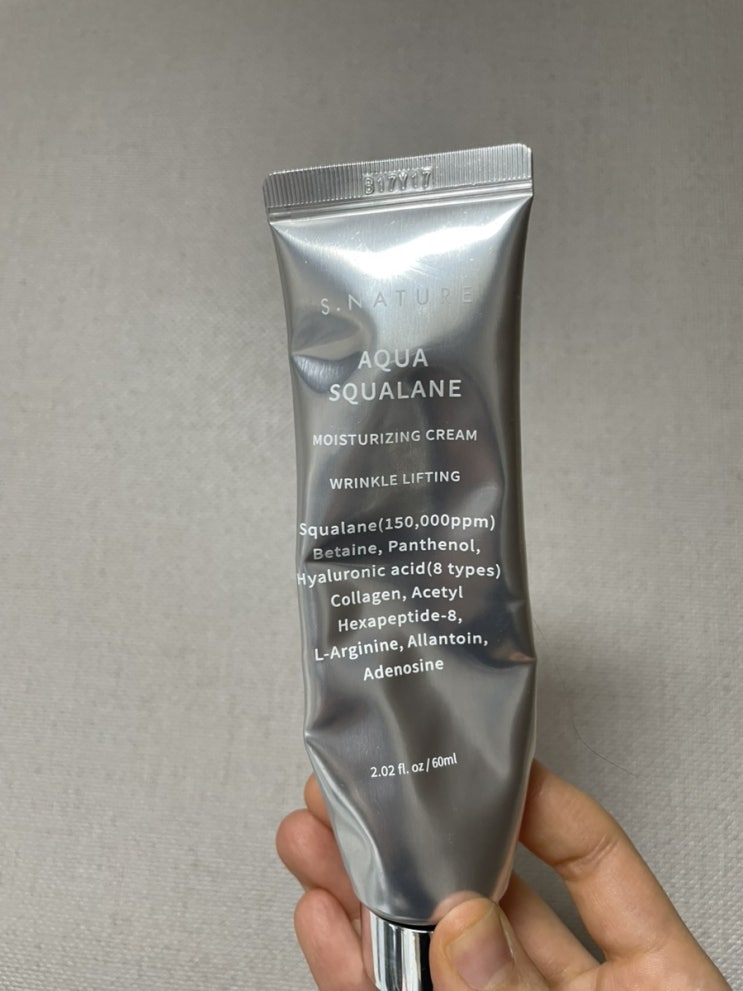 B17Y17
S.NATURE
AQUA
SQUALANE
MOISTURIZING CREAM
WRINKLE LIFTING
Squalane(150,000ppm)
Betaine, Panthenol,
Hyaluronic acid(8 types)
Collagen, Acetyl
Hexapeptide-8,
L-Arginine, Allantoin,
Adenosine
2.02 fl. oz/60ml